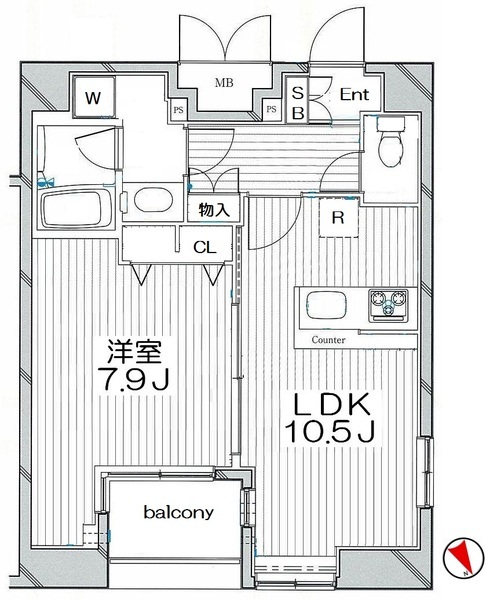 MB
W
PS
PS
S
B
Ent
物入
R
CL
Counter
洋室
7.9J
LDK
10.5J
balcony
N